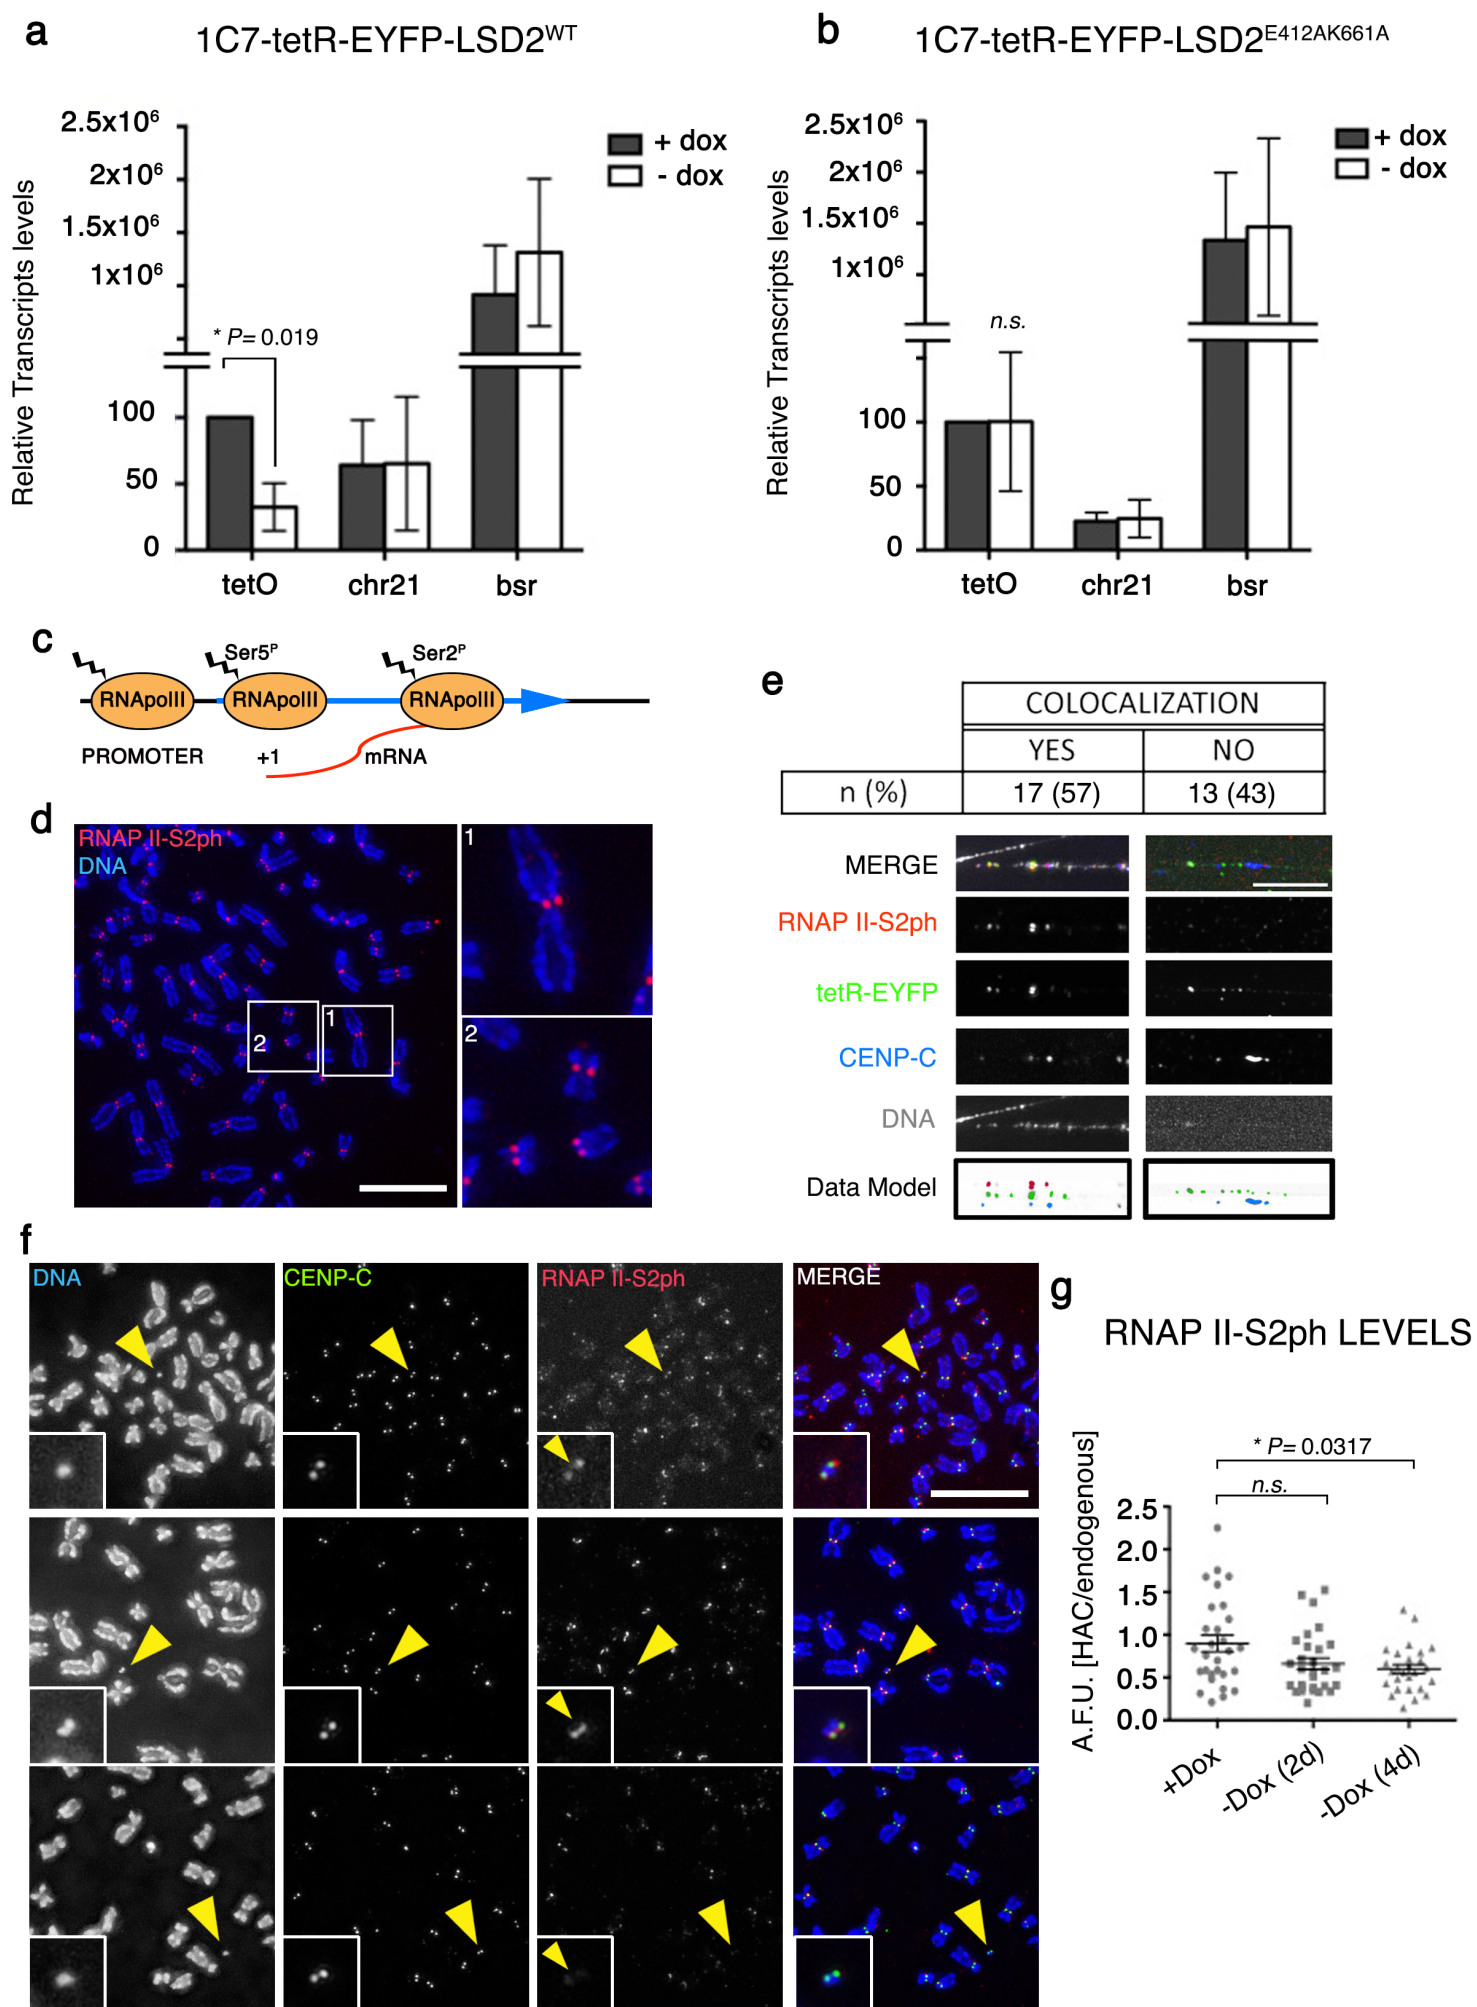 a
1C7-tetR-EYFP-LSD2^WT
2.5x10⁶
2x10⁶
1.5x10⁶
1x10⁶
100
50
0
Relative Transcripts levels
+ dox
- dox
* P= 0.019
tetO chr21 bsr
b
1C7-tetR-EYFP-LSD2^E412AK661A
2.5x10⁶
2x10⁶
1.5x10⁶
1x10⁶
100
50
0
Relative Transcripts levels
+ dox
- dox
n.s.
tetO chr21 bsr
c
Ser5ᴾ Ser2ᴾ
RNApolII RNApolII RNApolII
PROMOTER +1 mRNA
d
RNAP II-S2ph
DNA
1
2
1
2
e
COLOCALIZATION
YES NO
n (%) 17 (57) 13 (43)
MERGE
RNAP II-S2ph
tetR-EYFP
CENP-C
DNA
Data Model
f
DNA CENP-C RNAP II-S2ph MERGE
g
RNAP II-S2ph LEVELS
* P= 0.0317
n.s.
A.F.U. [HAC/endogenous]
2.5
2.0
1.5
1.0
0.5
0.0
+Dox -Dox (2d) -Dox (4d)